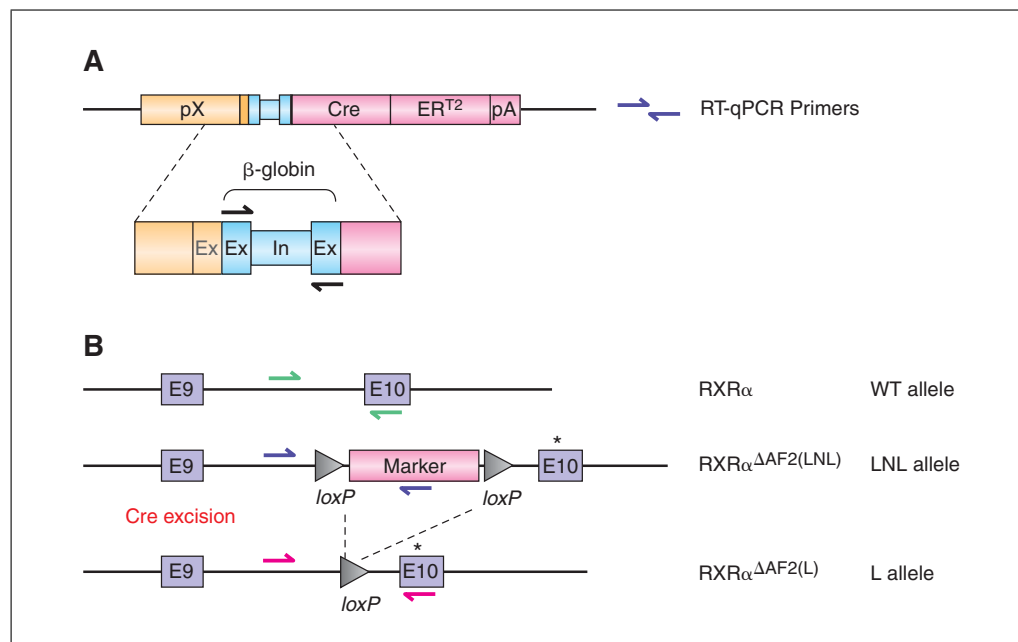 A
pX Cre ER^T2 pA
RT-qPCR Primers
β-globin
Ex Ex In Ex
B
E9 E10 RXRα WT allele
*
E9 Marker E10 RXRα^ΔAF2(LNL) LNL allele
loxP loxP
Cre excision
*
E9 E10 RXRα^ΔAF2(L) L allele
loxP